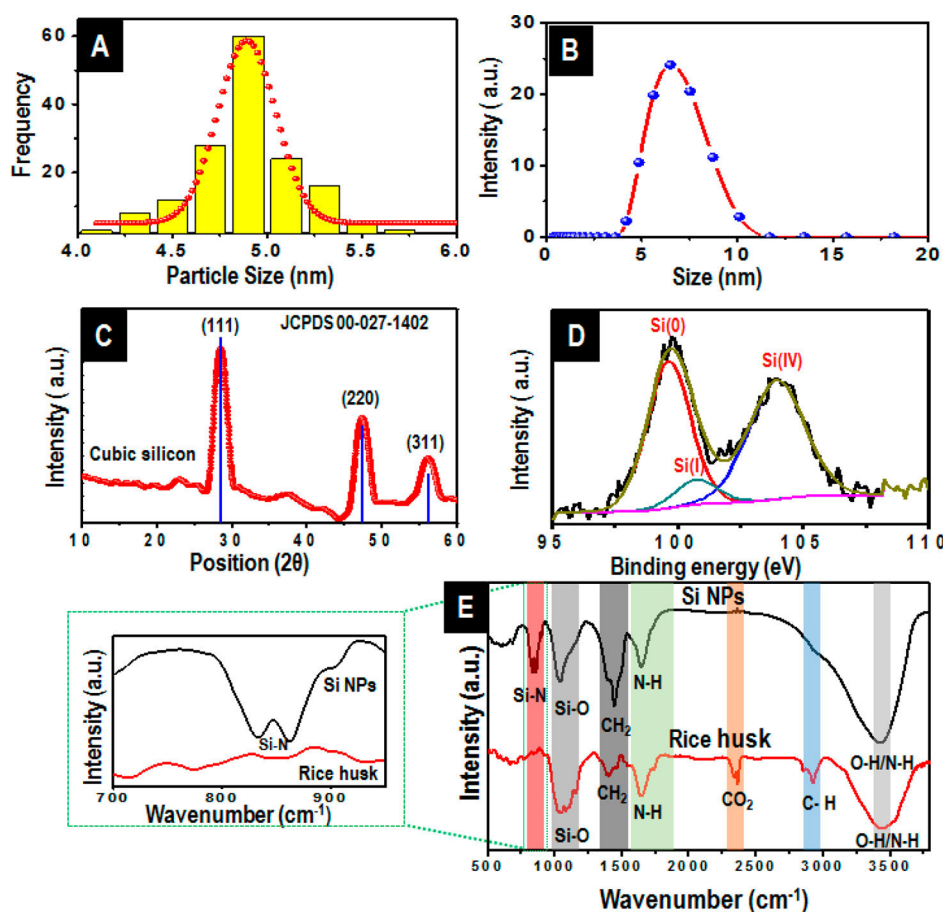 A
60
40
20
Frequency
4.0 4.5 5.0 5.5 6.0
Particle Size (nm)
B
30
20
10
0
Intensity ( a.u.)
0 5 10 15 20
Size (nm)
C
(111)
JCPDS 00-027-1402
(220)
(311)
Cubic silicon
Intensity ( a.u.)
10 20 30 40 50 60
Position (2θ)
D
Si(0)
Si(IV)
Si(I)
Intensity ( a.u.)
95 100 105 110
Binding energy (eV)
Si NPs
Si-N
Rice husk
Intensity (a.u.)
700 800 900
Wavenumber (cm⁻¹)
E
Si NPs
Si-N
Si-O
CH₂
N-H
O-H/N-H
Rice husk
Si-O
CH₂
N-H
CO₂
C- H
O-H/N-H
Intensity (a.u.)
500 1000 1500 2000 2500 3000 3500
Wavenumber (cm⁻¹)